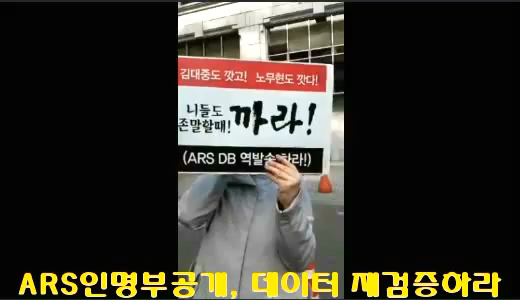 김대중도 깟고! 노무현도 깟다!
니들도
존말할때! 까라!
(ARS DB 역발송 하라!)
ARS인명부공개, 데이터 재검증하라